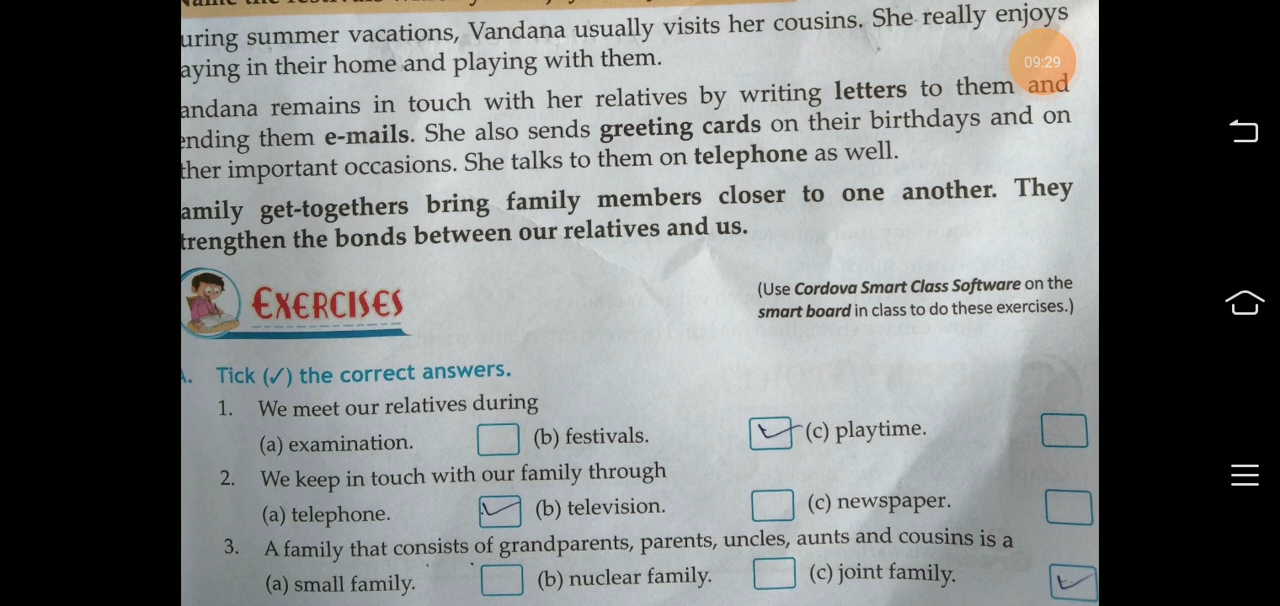 uring summer vacations, Vandana usually visits her cousins. She really enjoys
aying in their home and playing with them.
09:29
andana remains in touch with her relatives by writing letters to them and
ending them e-mails. She also sends greeting cards on their birthdays and on
ther important occasions. She talks to them on telephone as well.
amily get-togethers bring family members closer to one another. They
trengthen the bonds between our relatives and us.
EXERCISES
(Use Cordova Smart Class Software on the
smart board in class to do these exercises.)
A. Tick (✓) the correct answers.
1. We meet our relatives during
(a) examination. (b) festivals. (c) playtime.
2. We keep in touch with our family through
(a) telephone. (b) television. (c) newspaper.
3. A family that consists of grandparents, parents, uncles, aunts and cousins is a
(a) small family. (b) nuclear family. (c) joint family.